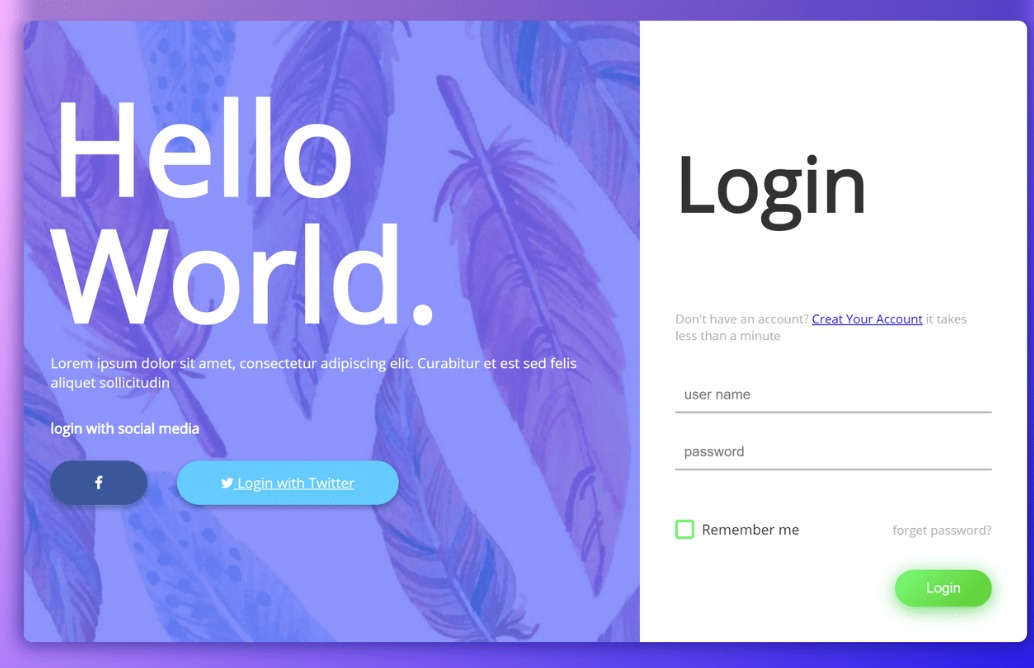 Hello
World.
Lorem ipsum dolor sit amet, consectetur adipiscing elit. Curabitur et est sed felis
aliquet sollicitudin
login with social media
Login with Twitter
Login
Don't have an account? Creat Your Account it takes
less than a minute
user name
password
Remember me
forget password?
Login